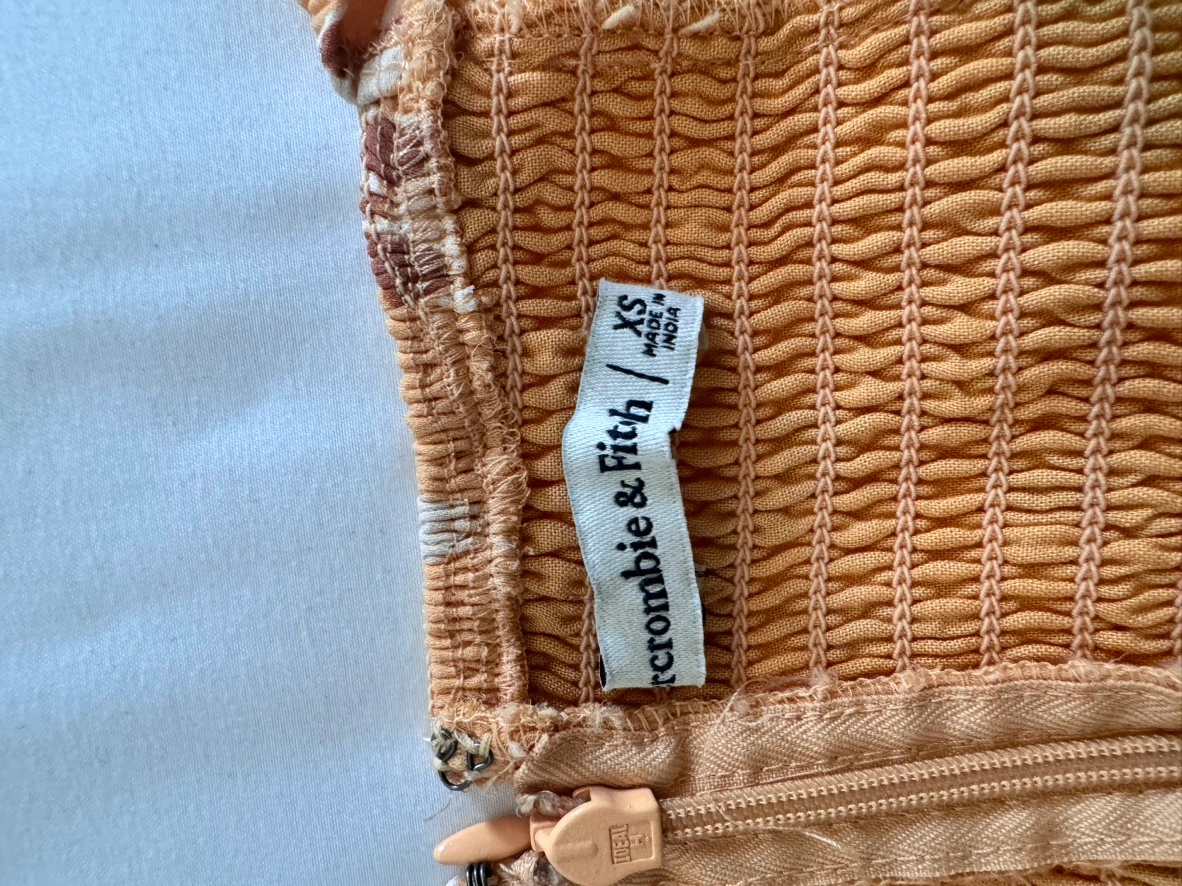 rcrombie & Fitch / XS
MADE IN
INDIA
IDEAL